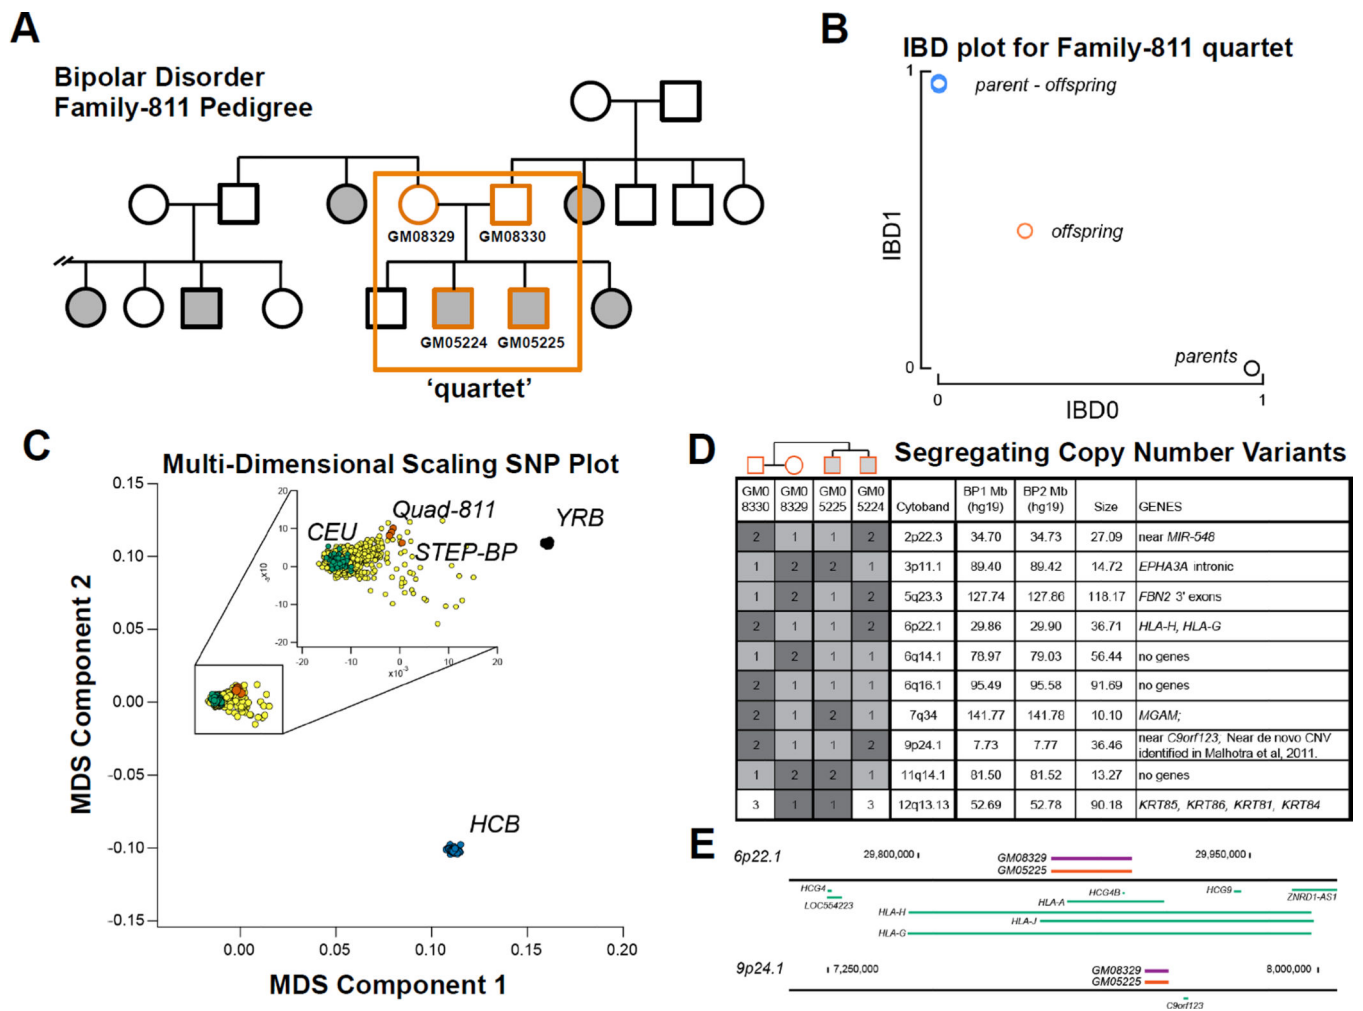 A
Bipolar Disorder
Family-811 Pedigree
GM08329
GM08330
GM05224
GM05225
‘quartet’
B
IBD plot for Family-811 quartet
1
parent - offspring
offspring
IBD1
parents
0
0
1
IBD0
C
Multi-Dimensional Scaling SNP Plot
0.15
0.10
0.05
0.00
-0.05
-0.10
-0.15
MDS Component 2
0.00
0.05
0.10
0.15
0.20
MDS Component 1
20
10
0
-10
-20
-20
-10
0
10
20
x10⁻³
CEU
Quad-811
STEP-BP
YRB
HCB
D
Segregating Copy Number Variants
GM0 8330 GM0 8329 GM0 5225 GM0 5224 Cytoband BP1 Mb (hg19) BP2 Mb (hg19) Size GENES
2 1 1 2 2p22.3 34.70 34.73 27.09 near MIR-548
1 2 2 1 3p11.1 89.40 89.42 14.72 EPHA3A intronic
1 2 1 2 5q23.3 127.74 127.86 118.17 FBN2 3' exons
2 1 1 2 6p22.1 29.86 29.90 36.71 HLA-H, HLA-G
1 2 1 1 6q14.1 78.97 79.03 56.44 no genes
2 1 1 1 6q16.1 95.49 95.58 91.69 no genes
2 1 2 1 7q34 141.77 141.78 10.10 MGAM;
2 1 1 2 9p24.1 7.73 7.77 36.46 near C9orf123, Near de novo CNV
identified in Malhotra et al, 2011.
1 2 2 1 11q14.1 81.50 81.52 13.27 no genes
3 1 1 3 12q13.13 52.69 52.78 90.18 KRT85, KRT86, KRT81, KRT84
E
6p22.1
29,800,000
GM08329
GM05225
29,950,000
HCG4
LOC554223
HCG4B
HCG9
ZNRD1-AS1
HLA-A
HLA-H
HLA-J
HLA-G
9p24.1
7,250,000
GM08329
GM05225
8,000,000
C9orf123